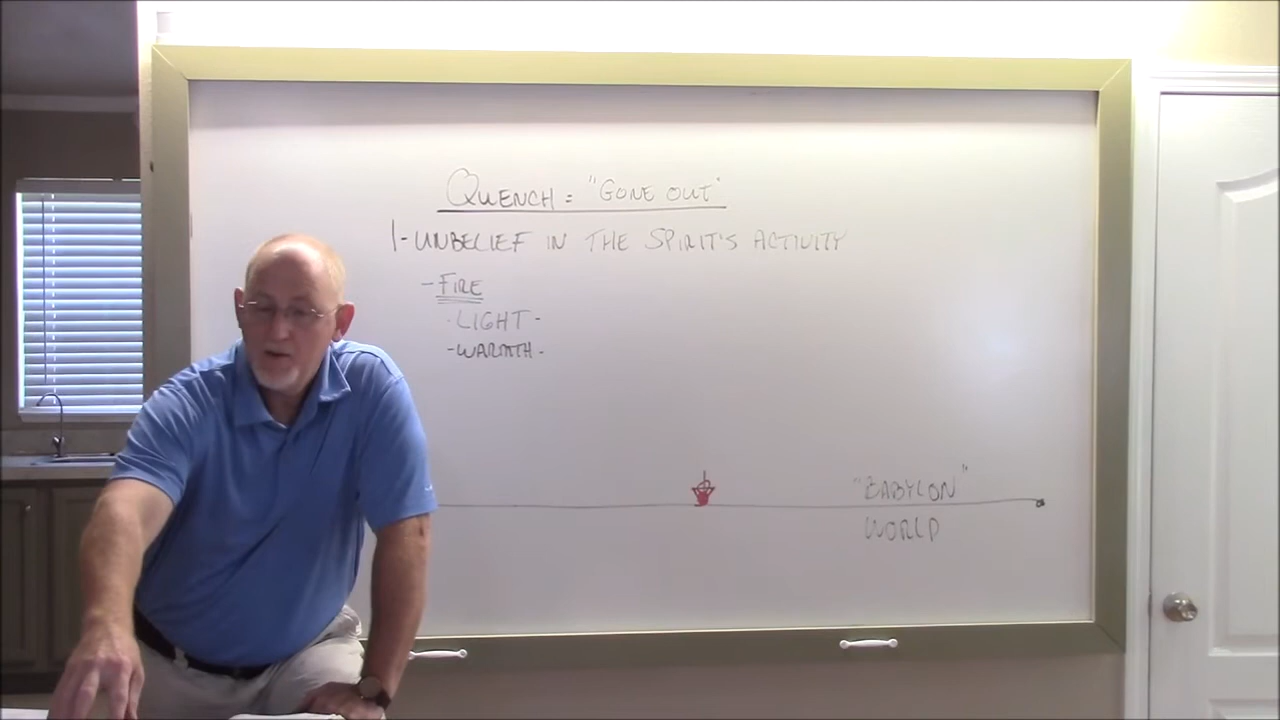 QUENCH = "GONE OUT"
1- UNBELIEF IN THE SPIRIT'S ACTIVITY
- FIRE
- LIGHT -
- WARMTH -
"BABYLON"
WORLD